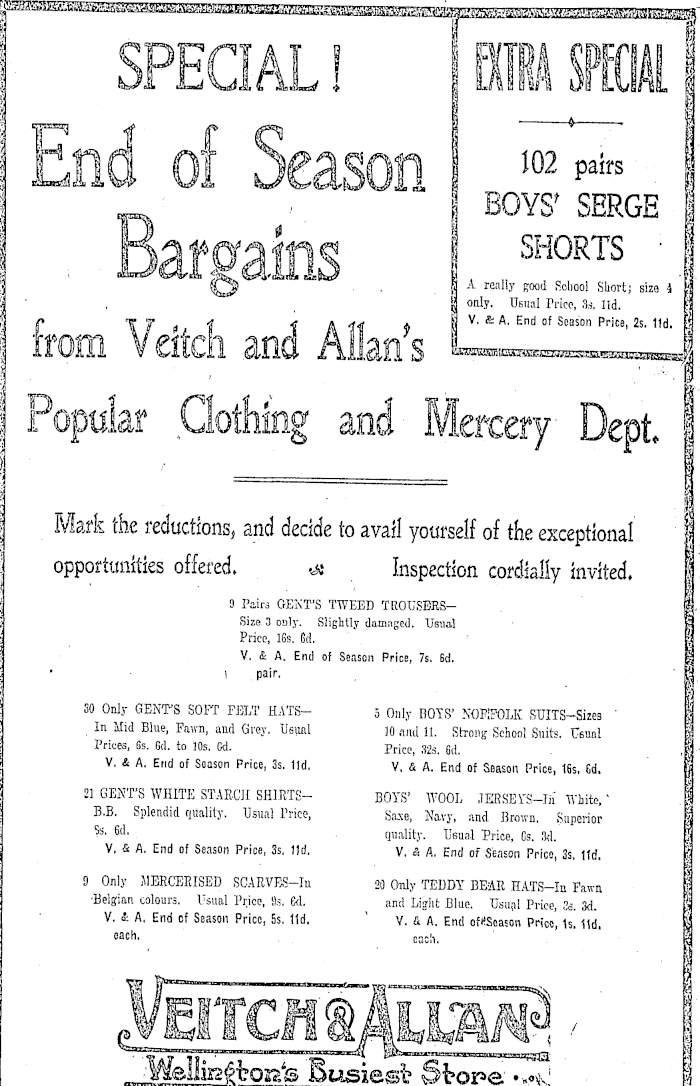 SPECIAL!
End of Season
Bargains
from Veitch and Allan's
Popular Clothing and Mercery Dept.
EXTRA SPECIAL
102 pairs
BOYS' SERGE
SHORTS
A really good School Short; size 4
only. Usual Price, 3s. 11d.
V. & A. End of Season Price, 2s. 11d.
Mark the reductions, and decide to avail yourself of the exceptional
opportunities offered. Inspection cordially invited.
9 Pairs GENT'S TWEED TROUSERS—
Size 3 only. Slightly damaged. Usual
Price, 16s. 6d.
V. & A. End of Season Price, 7s. 6d.
pair.
30 Only GENT'S SOFT FELT HATS—
In Mid Blue, Fawn, and Grey. Usual
Prices, 6s. 6d. to 10s. 6d.
V. & A. End of Season Price, 3s. 11d.
21 GENT'S WHITE STARCH SHIRTS—
B.B. Splendid quality. Usual Price,
6d.
V. & A. End of Season Price, 3s. 11d.
9 Only MERCERISED SCARVES—In
Belgian colours. Usual Price, 9s. 6d.
V. & A. End of Season Price, 5s. 11d.
each.
5 Only BOYS' NORFOLK SUITS—Sizes
10 and 11. Strong School Suits. Usual
Price, 32s. 6d.
V. & A. End of Season Price, 16s. 6d.
BOYS' WOOL JERSEYS—In White,
Saxe, Navy, and Brown. Superior
quality. Usual Price, 6s. 3d.
V. & A. End of Season Price, 3s. 11d.
20 Only TEDDY BEAR HATS—In Fawn
and Light Blue. Usual Price, 3s. 3d.
V. & A. End of Season Price, 1s. 11d.
each.
VEITCH & ALLAN
Wellington's Busiest Store